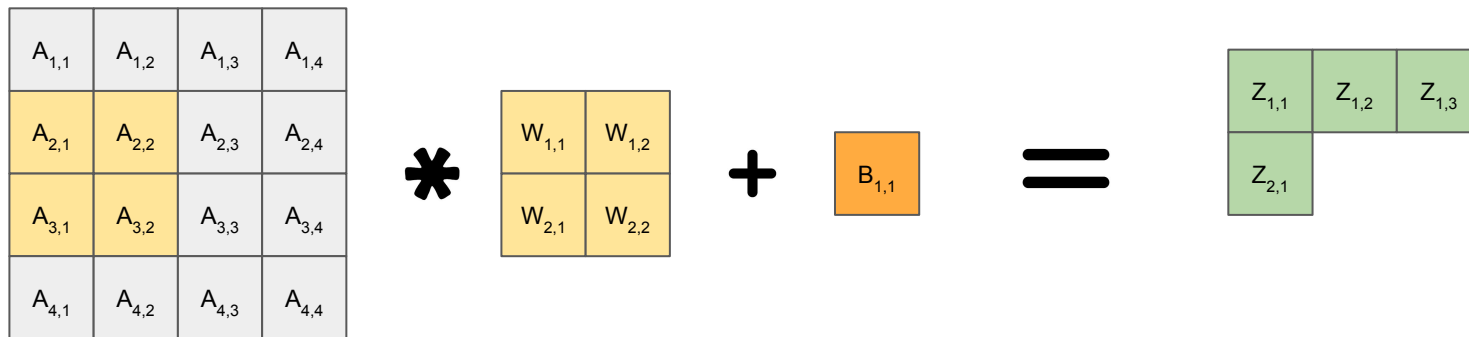 A1,1 A1,2 A1,3 A1,4
A2,1 A2,2 A2,3 A2,4
A3,1 A3,2 A3,3 A3,4
A4,1 A4,2 A4,3 A4,4
*
W1,1 W1,2
W2,1 W2,2
+
B1,1
=
Z1,1 Z1,2 Z1,3
Z2,1